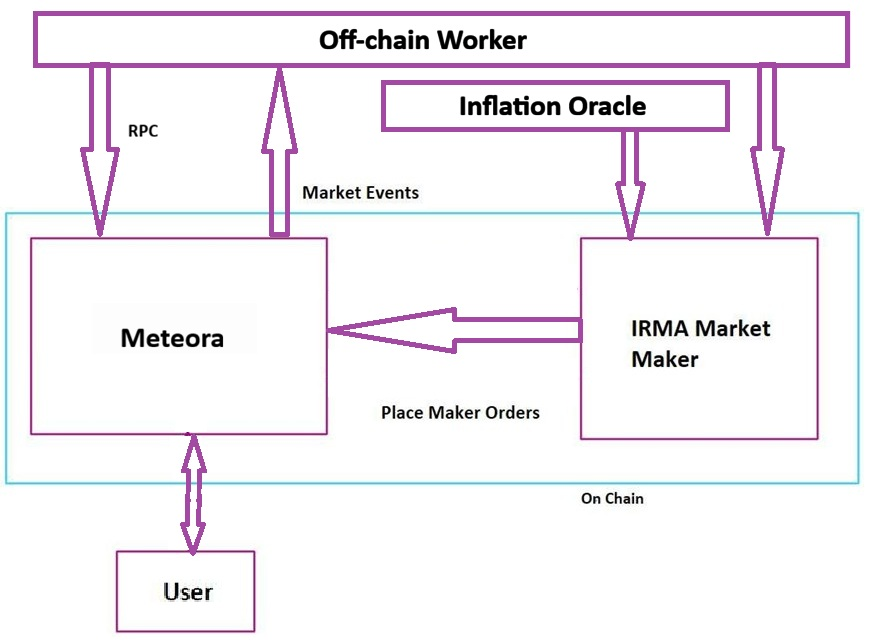 Off-chain Worker
Inflation Oracle
RPC
Market Events
Meteora
IRMA Market
Maker
Place Maker Orders
On Chain
User